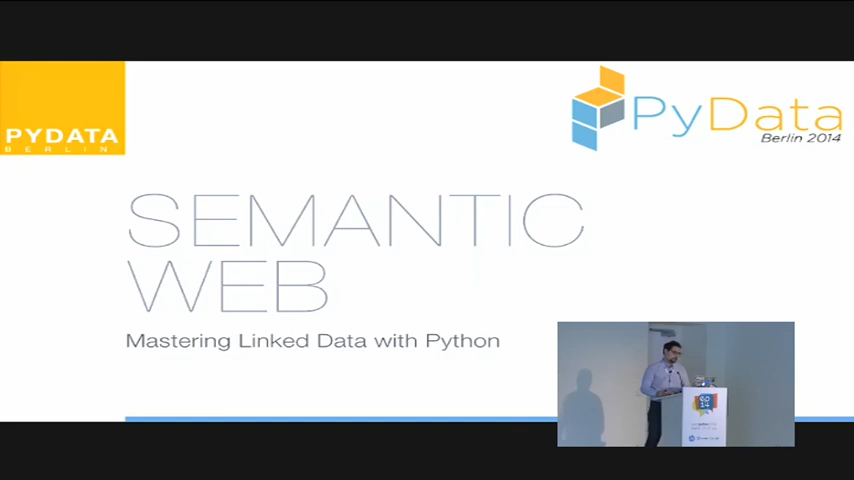 PYDATA
BERLIN
PyData
Berlin 2014
SEMANTIC
WEB
Mastering Linked Data with Python